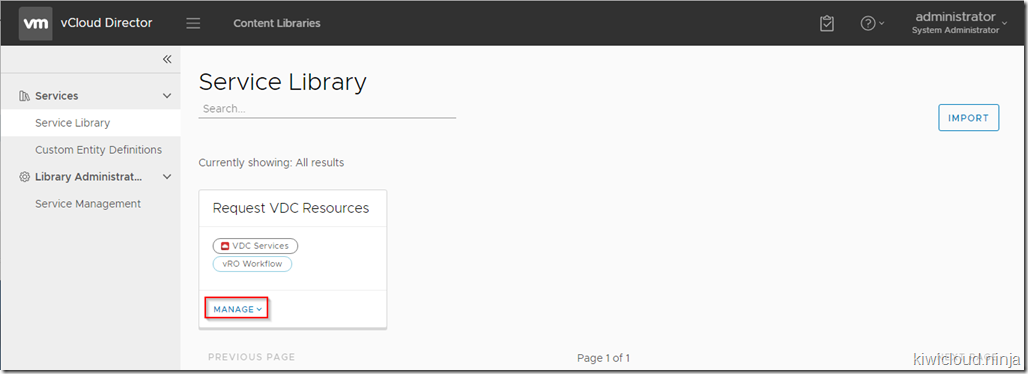 vm vCloud Director Content Libraries administrator
System Administrator
Services
Service Library
Custom Entity Definitions
Library Administrat...
Service Management
Service Library
Search...
IMPORT
Currently showing: All results
Request VDC Resources
VDC Services
vRO Workflow
MANAGE
PREVIOUS PAGE Page 1 of 1
kiwicloud.ninja